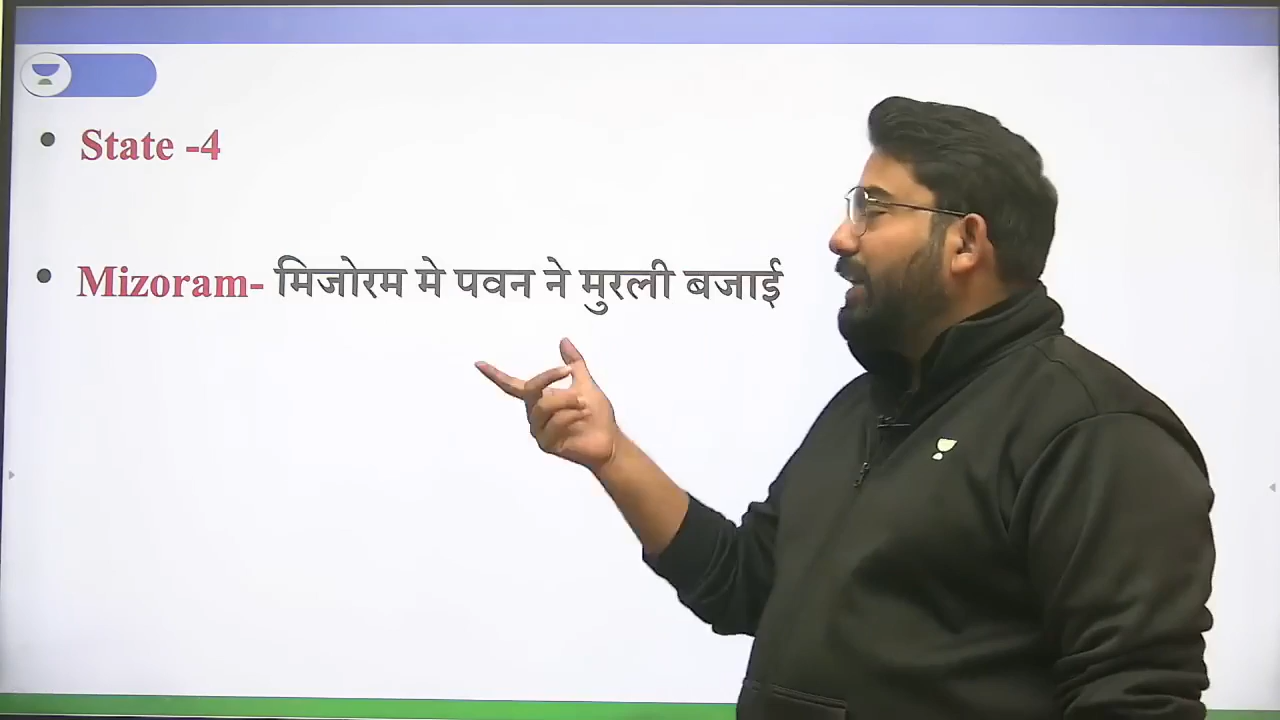 State -4
Mizoram- मिजोरम मे पवन ने मुरली बजाई